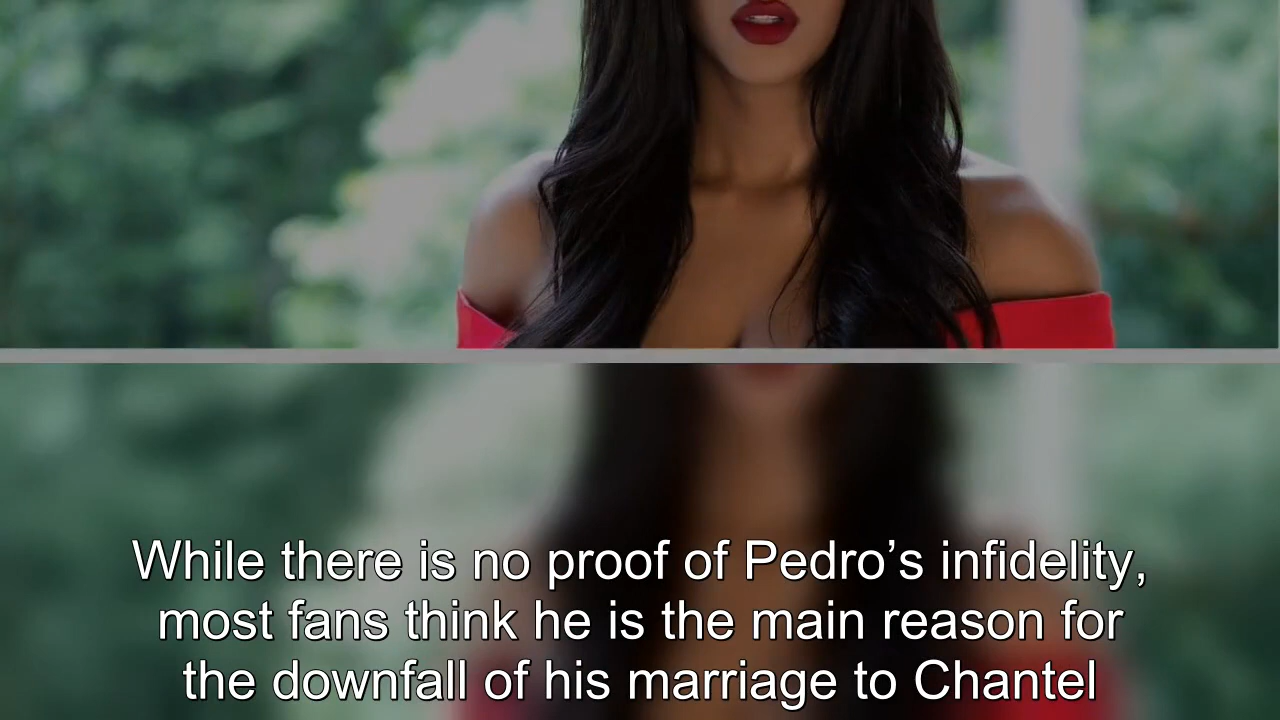 While there is no proof of Pedro’s infidelity,
most fans think he is the main reason for
the downfall of his marriage to Chantel